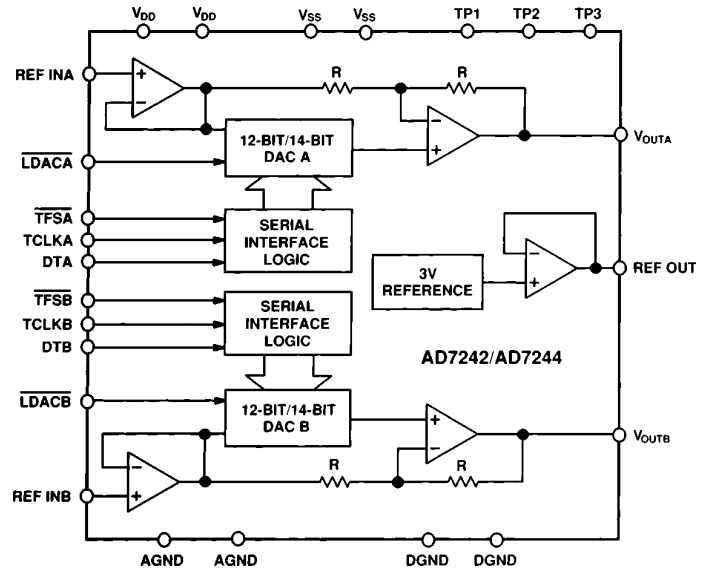 VDD VDD VSS VSS TP1 TP2 TP3
REF INA
+
−
R
R
12-BIT/14-BIT
DAC A
−
+
VOUTA
LDACA
TFSA
TCLKA
DTA
SERIAL
INTERFACE
LOGIC
−
+
3V
REFERENCE
REF OUT
TFSB
TCLKB
DTB
SERIAL
INTERFACE
LOGIC
AD7242/AD7244
LDACB
12-BIT/14-BIT
DAC B
+
−
VOUTB
−
+
R
R
REF INB
AGND AGND DGND DGND